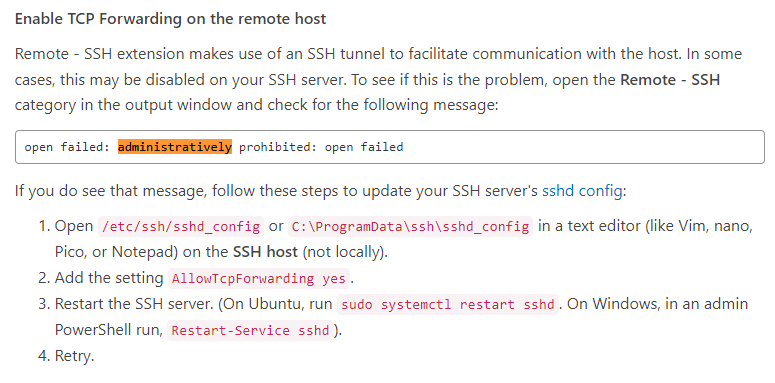 Enable TCP Forwarding on the remote host
Remote - SSH extension makes use of an SSH tunnel to facilitate communication with the host. In some
cases, this may be disabled on your SSH server. To see if this is the problem, open the Remote - SSH
category in the output window and check for the following message:
open failed: administratively prohibited: open failed
If you do see that message, follow these steps to update your SSH server's sshd config:
1. Open /etc/ssh/sshd_config or C:\ProgramData\ssh\sshd_config in a text editor (like Vim, nano,
Pico, or Notepad) on the SSH host (not locally).
2. Add the setting AllowTcpForwarding yes .
3. Restart the SSH server. (On Ubuntu, run sudo systemctl restart sshd . On Windows, in an admin
PowerShell run, Restart-Service sshd ).
4. Retry.